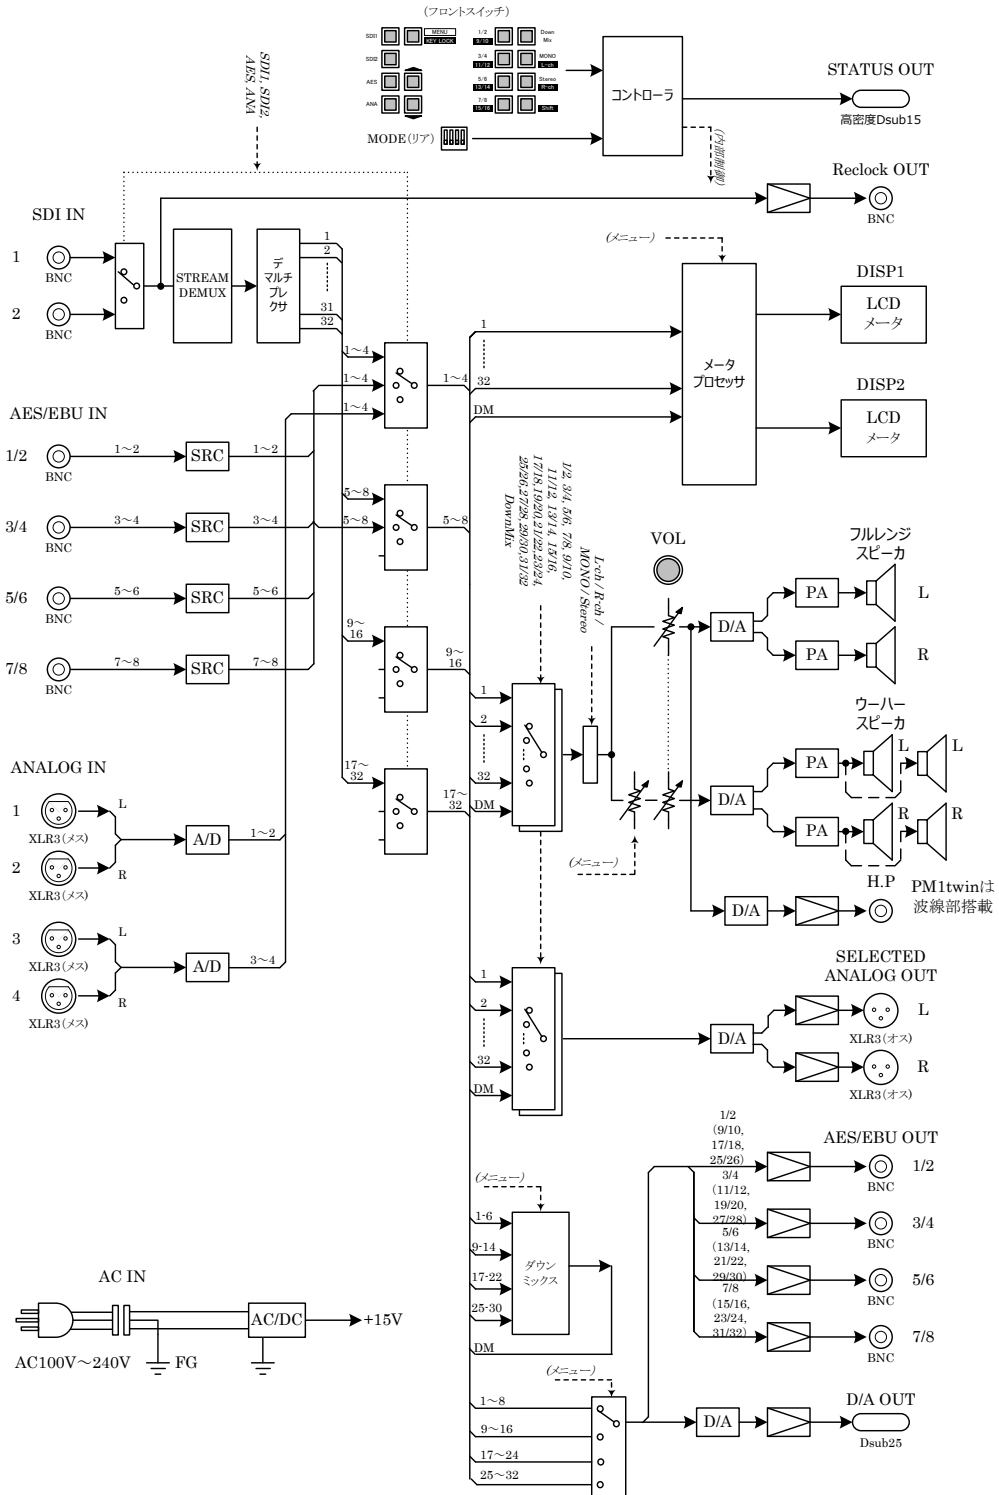 (フロントスイッチ)
SDI1
MENU
KEY LOCK
1/2
9/10
Down
Mix
SDI2
3/4
11/12
MONO
L-ch
AES
5/6
13/14
Stereo
R-ch
ANA
7/8
15/16
Shift
MODE(リア)
コントローラ
(内部制御)
STATUS OUT
高密度Dsub15
Reclock OUT
BNC
SDI1, SDI2,
AES, ANA
SDI IN
1
BNC
2
BNC
STREAM
DEMUX
デ
マルチ
プレ
クサ
1
2
31
32
1～4
1～4
1～4
1～4
5～8
5～8
5～8
9～
16
9～
16
17～
32
17～
32
AES/EBU IN
1/2
BNC
1～2
SRC
1～2
3/4
BNC
3～4
SRC
3～4
5/6
BNC
5～6
SRC
5～6
7/8
BNC
7～8
SRC
7～8
ANALOG IN
1
XLR3(メス)
L
2
XLR3(メス)
R
A/D
1～2
3
XLR3(メス)
L
4
XLR3(メス)
R
A/D
3～4
(メニュー)
1
32
DM
メータ
プロセッサ
DISP1
LCD
メータ
DISP2
LCD
メータ
1/2, 3/4, 5/6, 7/8, 9/10,
11/12, 13/14, 15/16,
17/18,19/20,21/22,23/24,
25/26,27/28,29/30,31/32
DownMix
L-ch / R-ch /
MONO / Stereo
1
2
32
DM
(メニュー)
VOL
D/A
PA
フルレンジ
スピーカ
L
PA
R
D/A
PA
ウーハー
スピーカ
L
L
PA
R
R
D/A
H.P
PM1twinは
波線部搭載
1
2
32
DM
D/A
SELECTED
ANALOG OUT
L
XLR3(オス)
R
XLR3(オス)
(メニュー)
1-6
9-14
17-22
25-30
DM
ダウン
ミックス
AES/EBU OUT
1/2
(9/10,
17/18,
25/26)
1/2
BNC
3/4
(11/12,
19/20,
27/28)
3/4
BNC
5/6
(13/14,
21/22,
29/30)
5/6
BNC
7/8
(15/16,
23/24,
31/32)
7/8
BNC
(メニュー)
1～8
9～16
17～24
25～32
D/A
D/A OUT
Dsub25
AC IN
AC100V～240V
FG
AC/DC
+15V